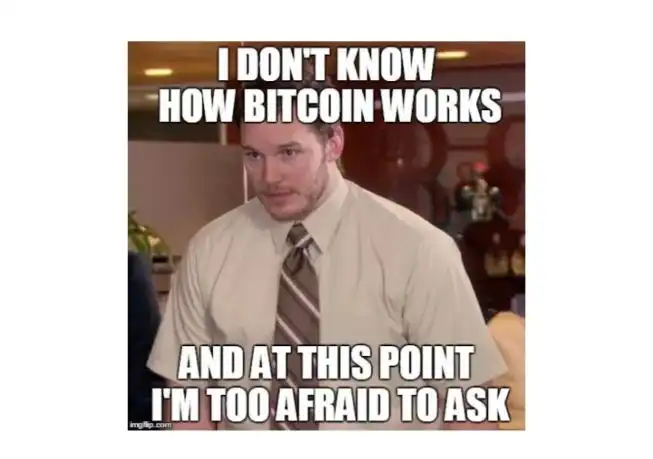 I DON'T KNOW
HOW BITCOIN WORKS
AND AT THIS POINT
I'M TOO AFRAID TO ASK
imgflip.com